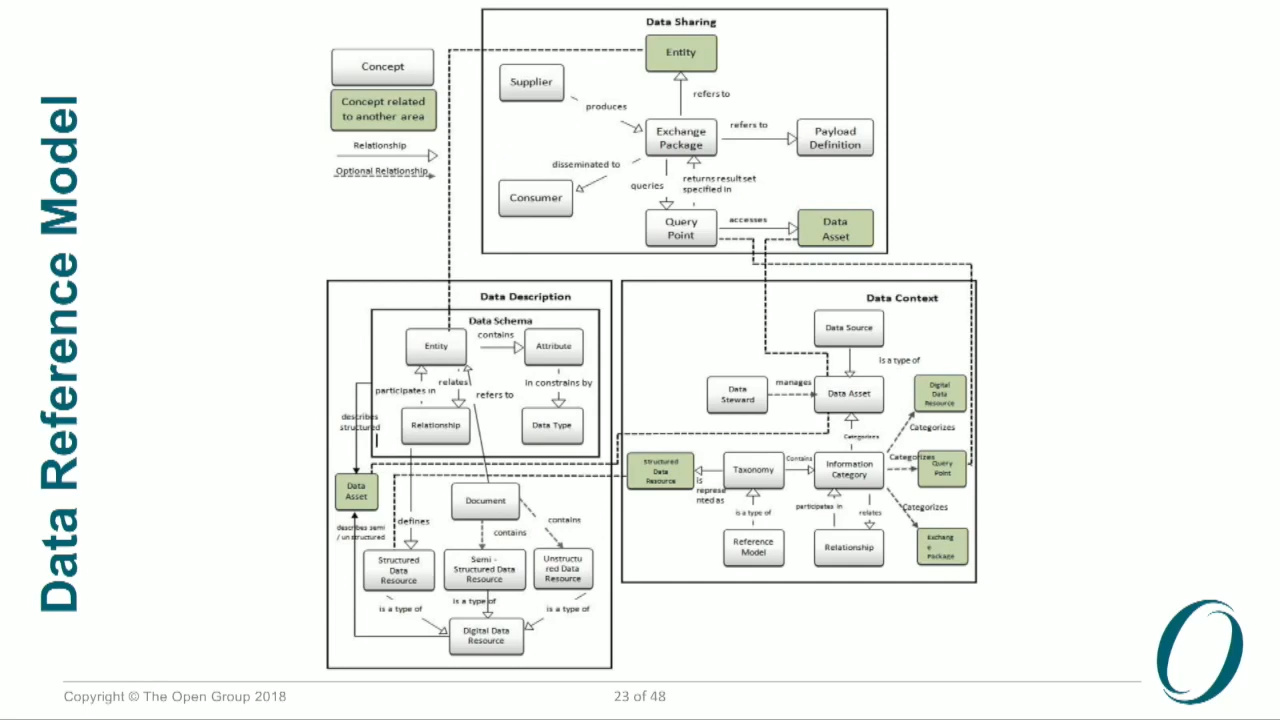 Data Reference Model
Concept
Concept related
to another area
Relationship
Optional Relationship
Data Sharing
Entity
Supplier
produces
refers to
Exchange
Package
refers to
Payload
Definition
disseminated to
Consumer
queries
returns result set
specified in
Query
Point
accesses
Data
Asset
Data Description
Data Schema
Entity
contains
Attribute
participates in
relates
refers to
In constrains by
Relationship
Data Type
describes
structured
Data
Asset
describes semi
/ un structured
defines
Document
contains
contains
Structured
Data
Resource
Semi -
Structured Data
Resource
Unstructu
red Data
Resource
is a type of
is a type of
is a type of
Digital Data
Resource
Data Context
Data Source
Is a type of
Data
Steward
manages
Data Asset
Digital
Data
Resource
Categorizes
Categorizes
Structured
Data
Resource
is
represe
nted as
Taxonomy
Contains
Information
Category
Categorizes
Query
Point
is a type of
participates in
relates
Categorizes
Reference
Model
Relationship
Exchang
e
Package
Copyright © The Open Group 2018
23 of 48